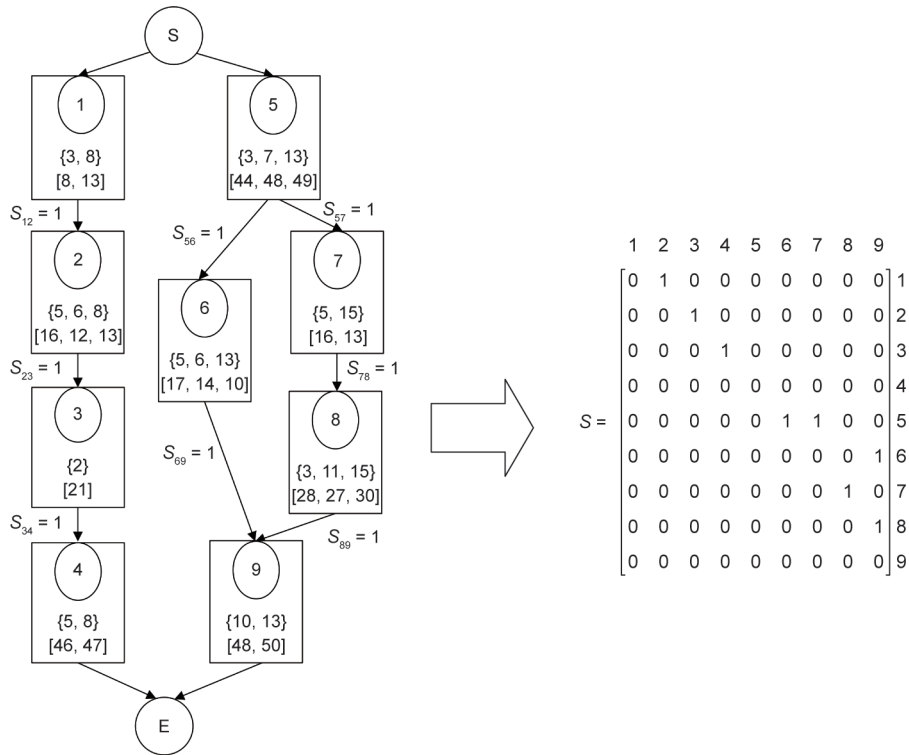 S
1
{3, 8}
[8, 13]
S12 = 1
2
{5, 6, 8}
[16, 12, 13]
S23 = 1
3
{2}
[21]
S34 = 1
4
{5, 8}
[46, 47]
5
{3, 7, 13}
[44, 48, 49]
S56 = 1
S57 = 1
6
{5, 6, 13}
[17, 14, 10]
S69 = 1
7
{5, 15}
[16, 13]
S78 = 1
8
{3, 11, 15}
[28, 27, 30]
S89 = 1
9
{10, 13}
[48, 50]
E
1 2 3 4 5 6 7 8 9
0 1 0 0 0 0 0 0 0 1
0 0 1 0 0 0 0 0 0 2
0 0 0 1 0 0 0 0 0 3
0 0 0 0 0 0 0 0 0 4
S = 0 0 0 0 0 1 1 0 0 5
0 0 0 0 0 0 0 0 1 6
0 0 0 0 0 0 0 1 0 7
0 0 0 0 0 0 0 0 1 8
0 0 0 0 0 0 0 0 0 9